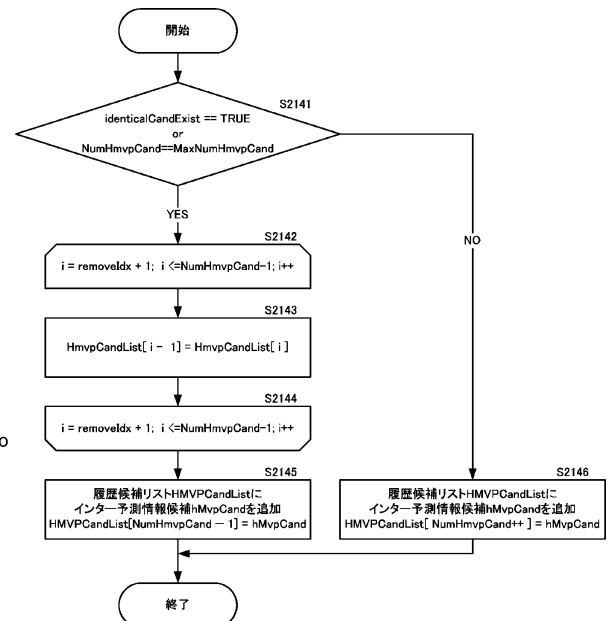 開始
S2141
identicalCandExist == TRUE
or
NumHmvpCand==MaxNumHmvpCand
YES
NO
S2142
i = removeIdx + 1; i <=NumHmvpCand-1; i++
S2143
HmvpCandList[ i - 1] = HmvpCandList[ i ]
S2144
i = removeIdx + 1; i <=NumHmvpCand-1; i++
o
S2145
履歴候補リストHMVPCandListに
インター予測情報候補hMvpCandを追加
HMVPCandList[NumHmvpCand - 1] = hMvpCand
S2146
履歴候補リストHMVPCandListに
インター予測情報候補hMvpCandを追加
HMVPCandList[ NumHmvpCand++ ] = hMvpCand
終了